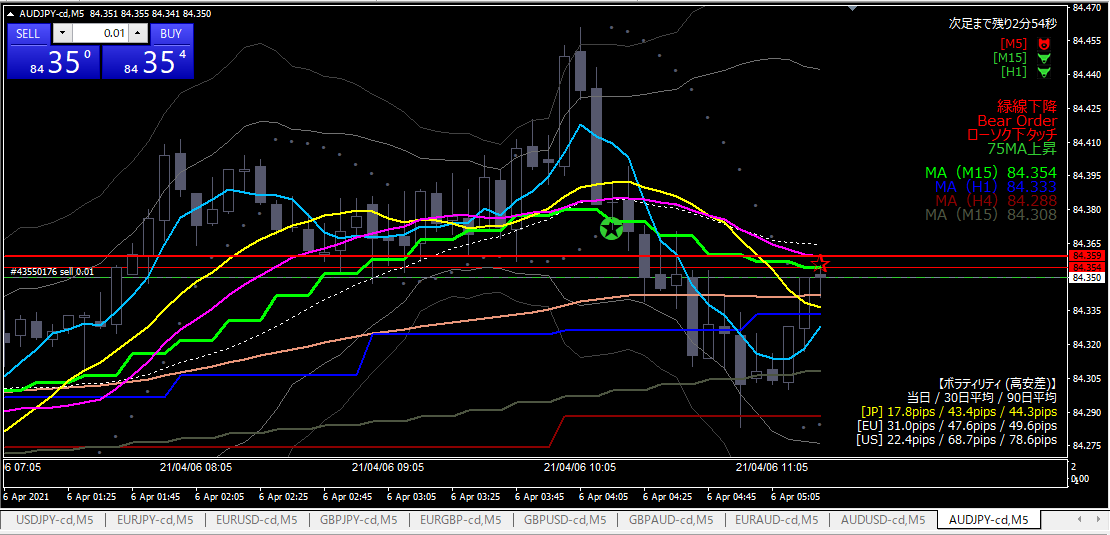 AUDJPY-cd,M5 84.351 84.355 84.341 84.350
SELL 0.01 BUY
84 35 0 84 35 4
次足まで残り2分54秒
[M5]
[M15]
[H1]
緑線下降
Bear Order
ローソク下タッチ
75MA上昇
MA（M15）84.354
MA（H1）84.333
MA（H4）84.288
MA（M15）84.308
#43550176 sell 0.01
84.470
84.455
84.440
84.425
84.410
84.395
84.380
84.365
84.359
84.354
84.350
84.335
84.320
84.305
84.290
84.275
【ボラティリティ (高安差)】
当日 / 30日平均 / 90日平均
[JP] 17.8pips / 43.4pips / 44.3pips
[EU] 31.0pips / 47.6pips / 49.6pips
[US] 22.4pips / 68.7pips / 78.6pips
06 07:05 21/04/06 08:05 21/04/06 09:05 21/04/06 10:05 21/04/06 11:05
2
0.00
6 Apr 2021 6 Apr 01:25 6 Apr 01:45 6 Apr 02:05 6 Apr 02:25 6 Apr 02:45 6 Apr 03:05 6 Apr 03:25 6 Apr 03:45 6 Apr 04:05 6 Apr 04:25 6 Apr 04:45 6 Apr 05:05
USDJPY-cd,M5 EURJPY-cd,M5 EURUSD-cd,M5 GBPJPY-cd,M5 EURGBP-cd,M5 GBPUSD-cd,M5 GBPAUD-cd,M5 EURAUD-cd,M5 AUDUSD-cd,M5 AUDJPY-cd,M5